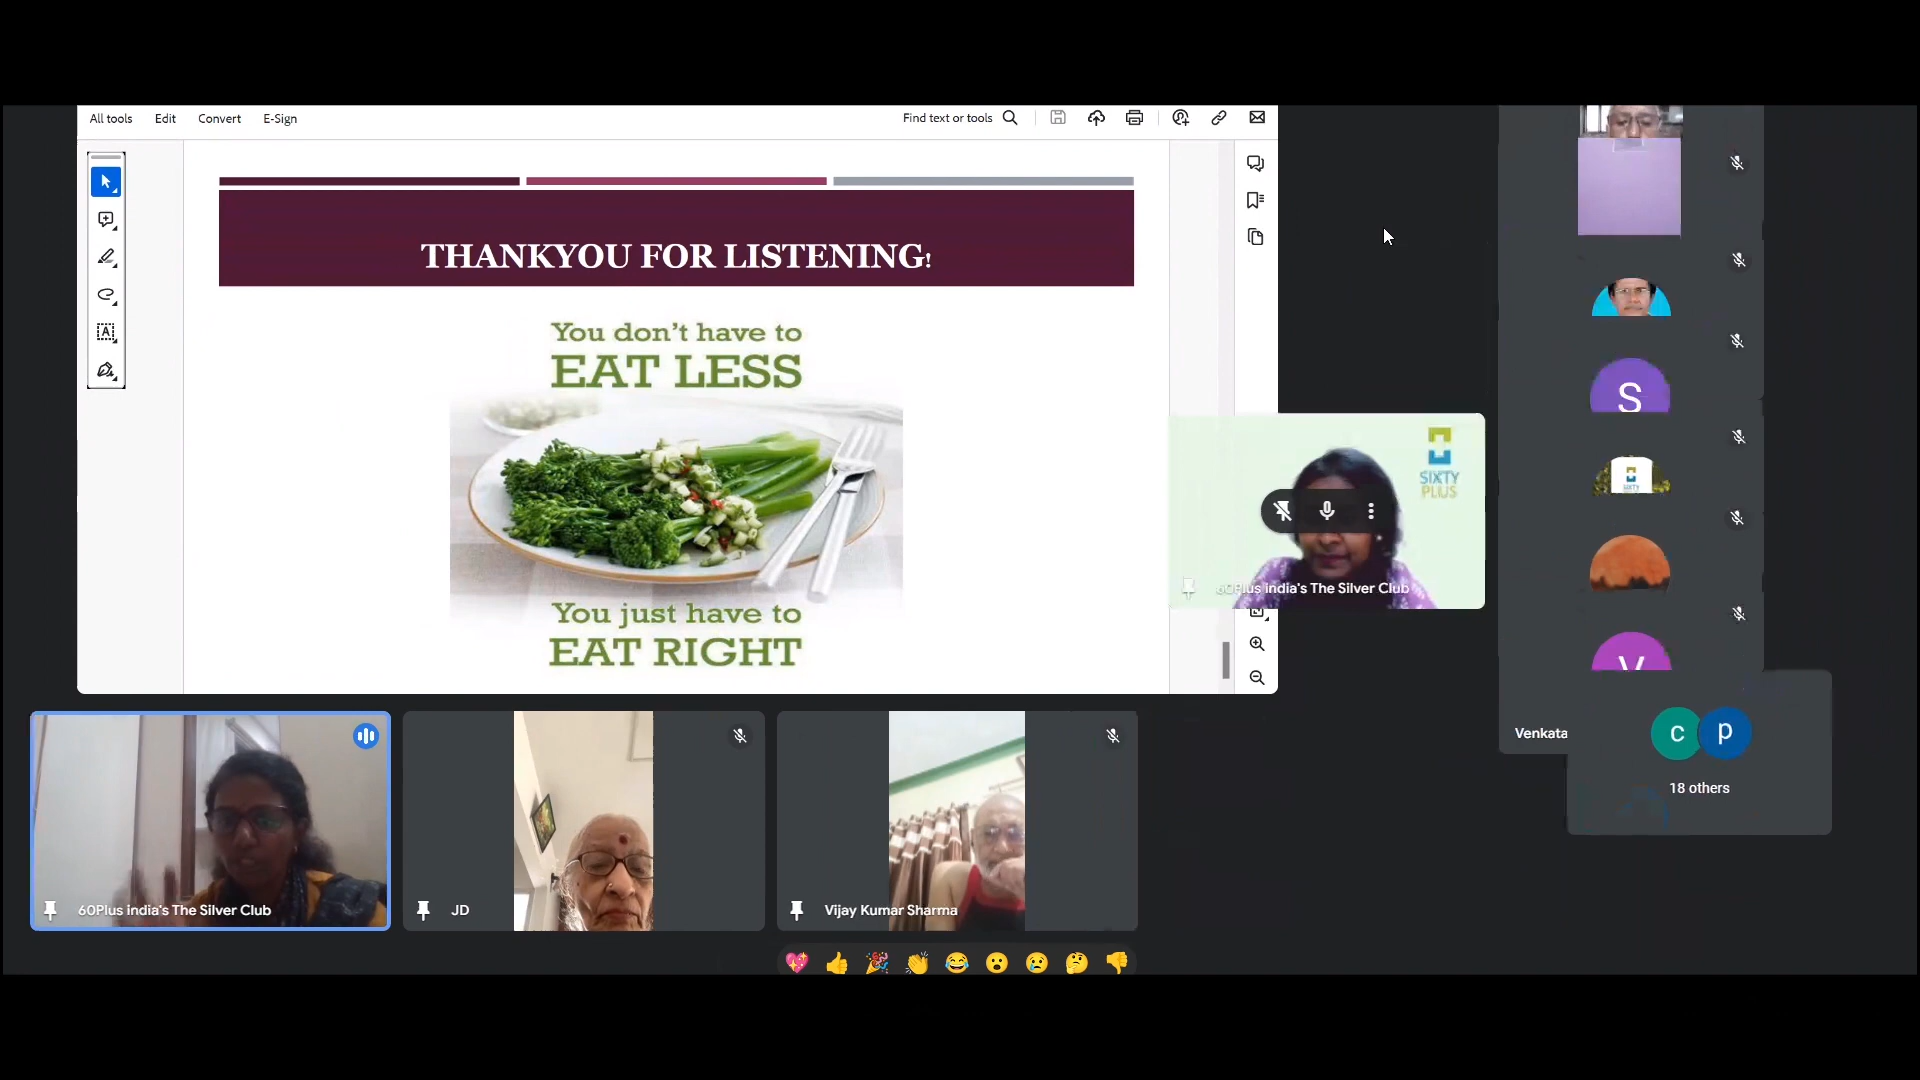 All tools Edit Convert E-Sign Find text or tools
THANKYOU FOR LISTENING!
You don't have to
EAT LESS
You just have to
EAT RIGHT
SIXTY
PLUS
60Plus india's The Silver Club
S
SIXTY
V
Venkata
c p
18 others
60Plus india's The Silver Club
JD
Vijay Kumar Sharma